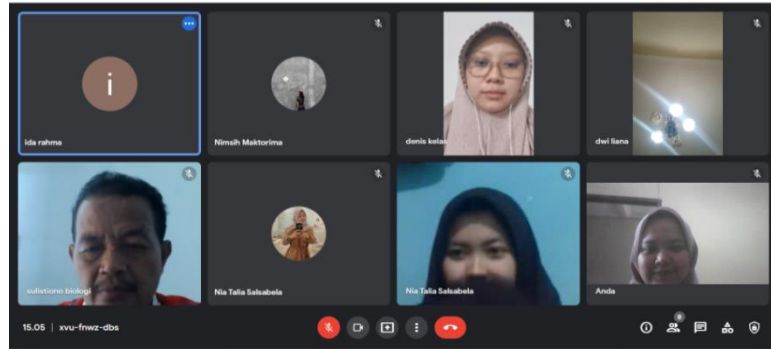 i
ida rahma
Nimsih Maktorima
denis kelas
dwi liana
sulistiono biologi
Nia Talia Salsabela
Nia Talia Salsabela
Anda
15.05 | xvu-fnwz-dbs
8